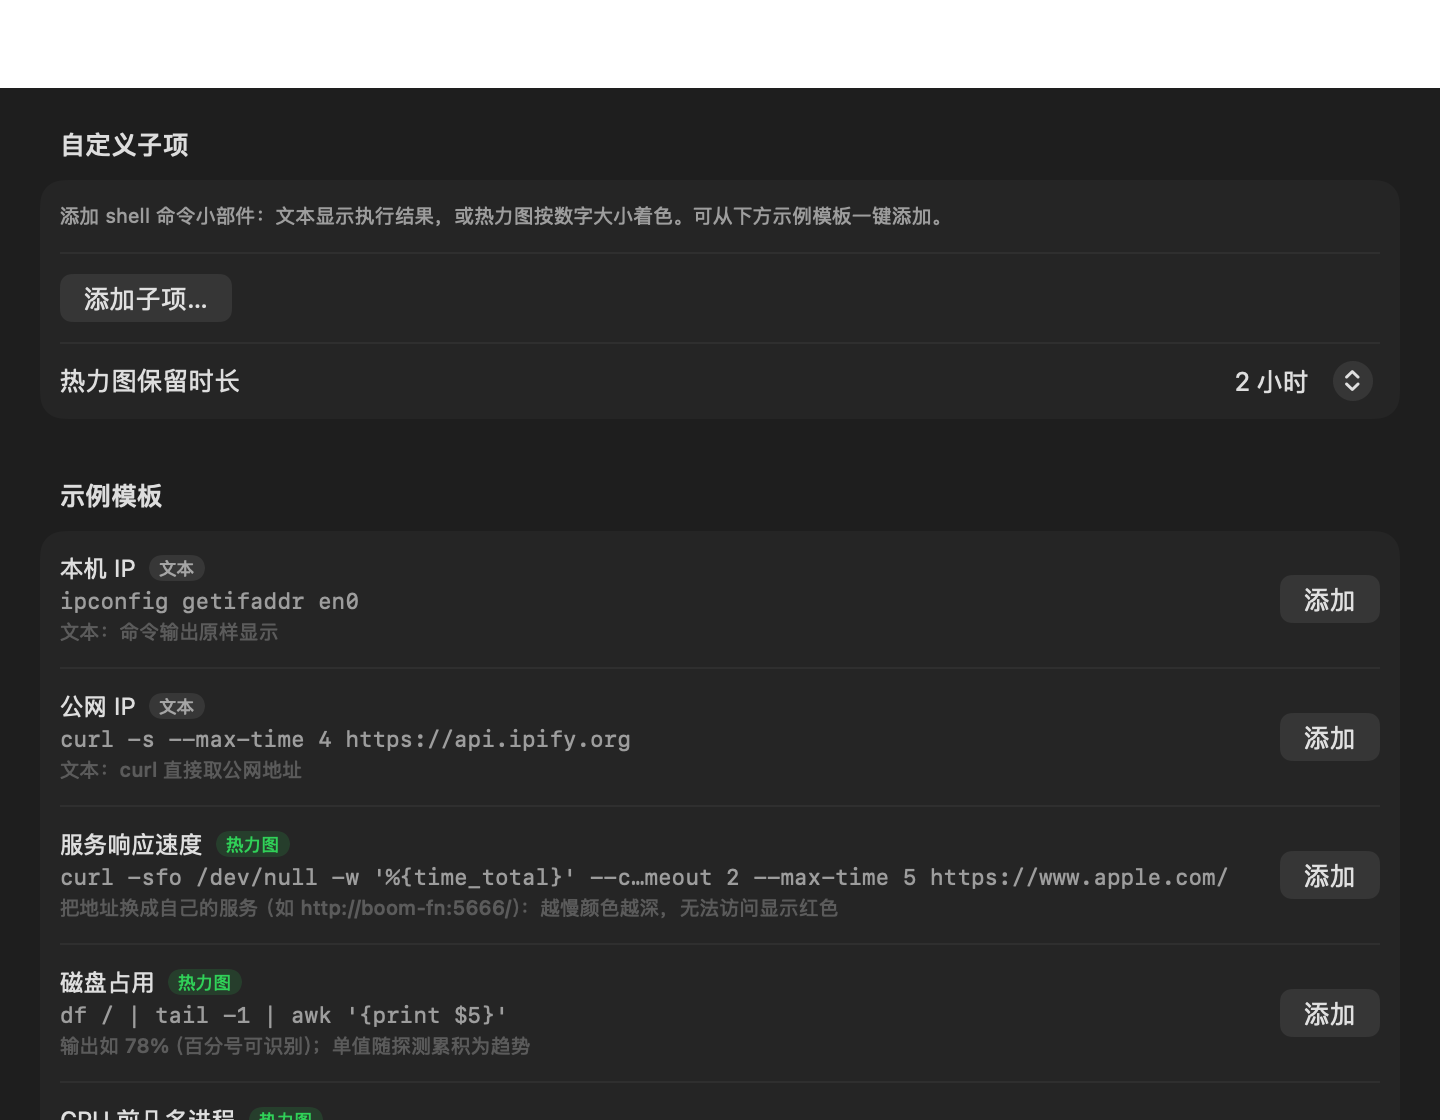 自定义子项
添加 shell 命令小部件：文本显示执行结果，或热力图按数字大小着色。可从下方示例模板一键添加。
添加子项...
热力图保留时长 2 小时
示例模板
本机 IP 文本
ipconfig getifaddr en0
添加
文本：命令输出原样显示
公网 IP 文本
curl -s --max-time 4 https://api.ipify.org
添加
文本：curl 直接取公网地址
服务响应速度 热力图
curl -sfo /dev/null -w '%{time_total}' --c…meout 2 --max-time 5 https://www.apple.com/
添加
把地址换成自己的服务（如 http://boom-fn:5666/）：越慢颜色越深，无法访问显示红色
磁盘占用 热力图
df / | tail -1 | awk '{print $5}'
添加
输出如 78%（百分号可识别）；单值随探测累积为趋势
CPU 前几名进程 热力图